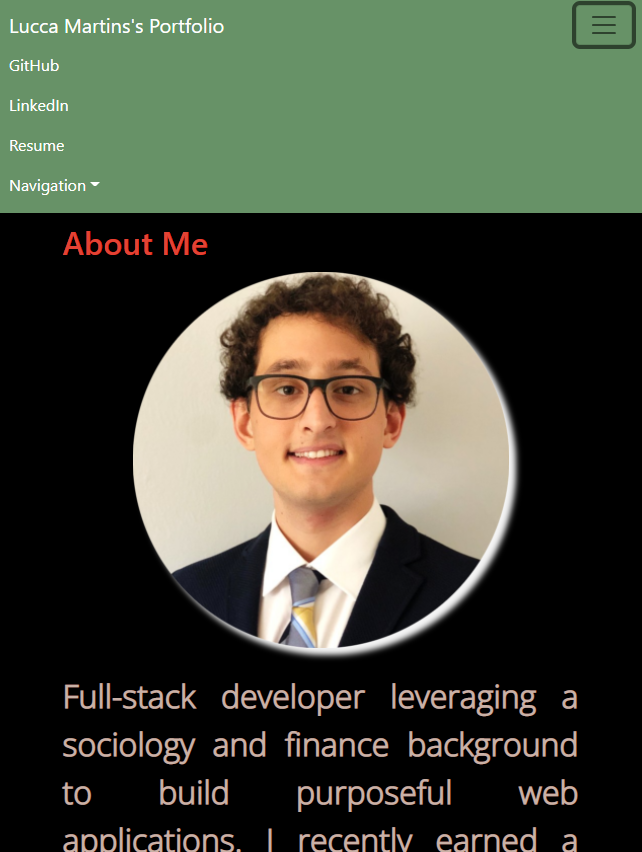 Lucca Martins's Portfolio
GitHub
LinkedIn
Resume
Navigation
About Me
Full-stack developer leveraging a
sociology and finance background
to build purposeful web
applications. I recently earned a